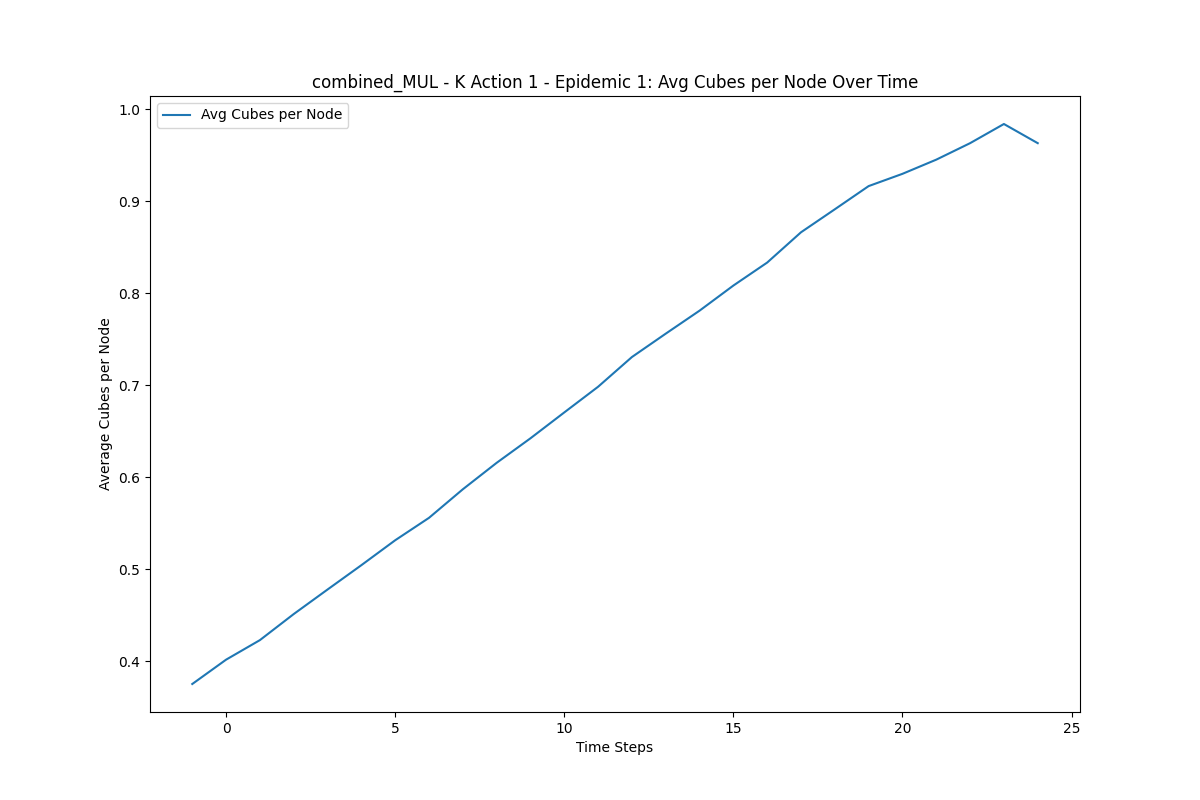 combined_MUL - K Action 1 - Epidemic 1: Avg Cubes per Node Over Time
Avg Cubes per Node
1.0
0.9
0.8
0.7
0.6
0.5
0.4
Average Cubes per Node
0 5 10 15 20 25
Time Steps